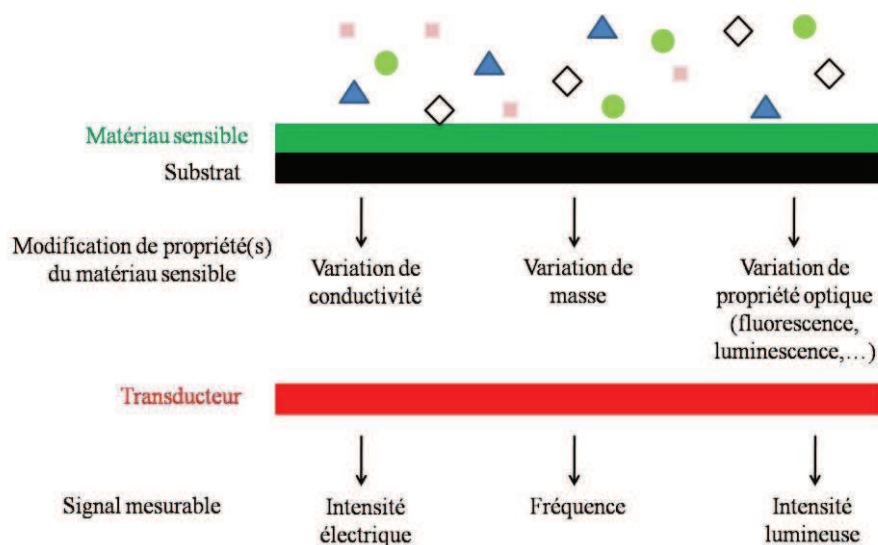 Matériau sensible
Substrat
Modification de propriété(s)
du matériau sensible
Variation de
conductivité
Variation de
masse
Variation de
propriété optique
(fluorescence,
luminescence,…)
Transducteur
Signal mesurable
Intensité
électrique
Fréquence
Intensité
lumineuse